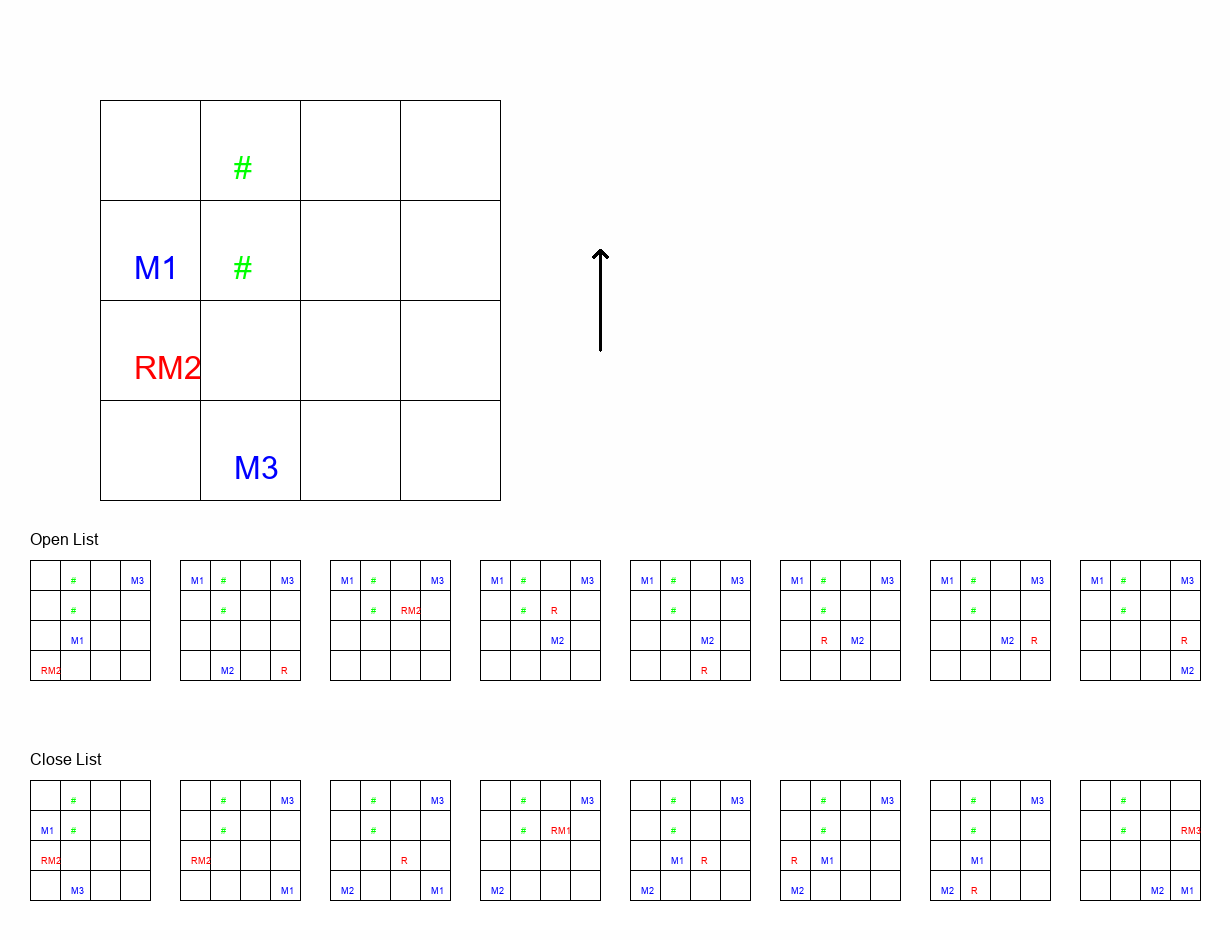 #
M1 #
RM2
M3
Open List
# M3 M1 # M3 M1 # M3 M1 # M3 M1 # M3 M1 # M3 M1 # M3 M1 # M3
# # # RM2 # R # # # #
M1 M2 M2 R M2 M2 R R
RM2 M2 R R M2
Close List
# # M3 # M3 # M3 # M3 # M3 # M3 #
M1 # # # # RM1 # # # # RM3
RM2 RM2 R M1 R R M1 M1
M3 M1 M2 M1 M2 M2 M2 M2 R M2 M1